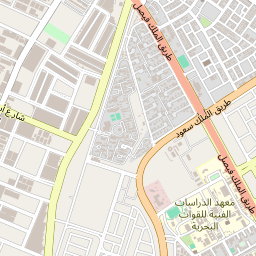 طريق الملك فيصل
طريق الملك سعود
طريق الملك فيصل
معهد الدراسات
الفنية للقوات
البحرية